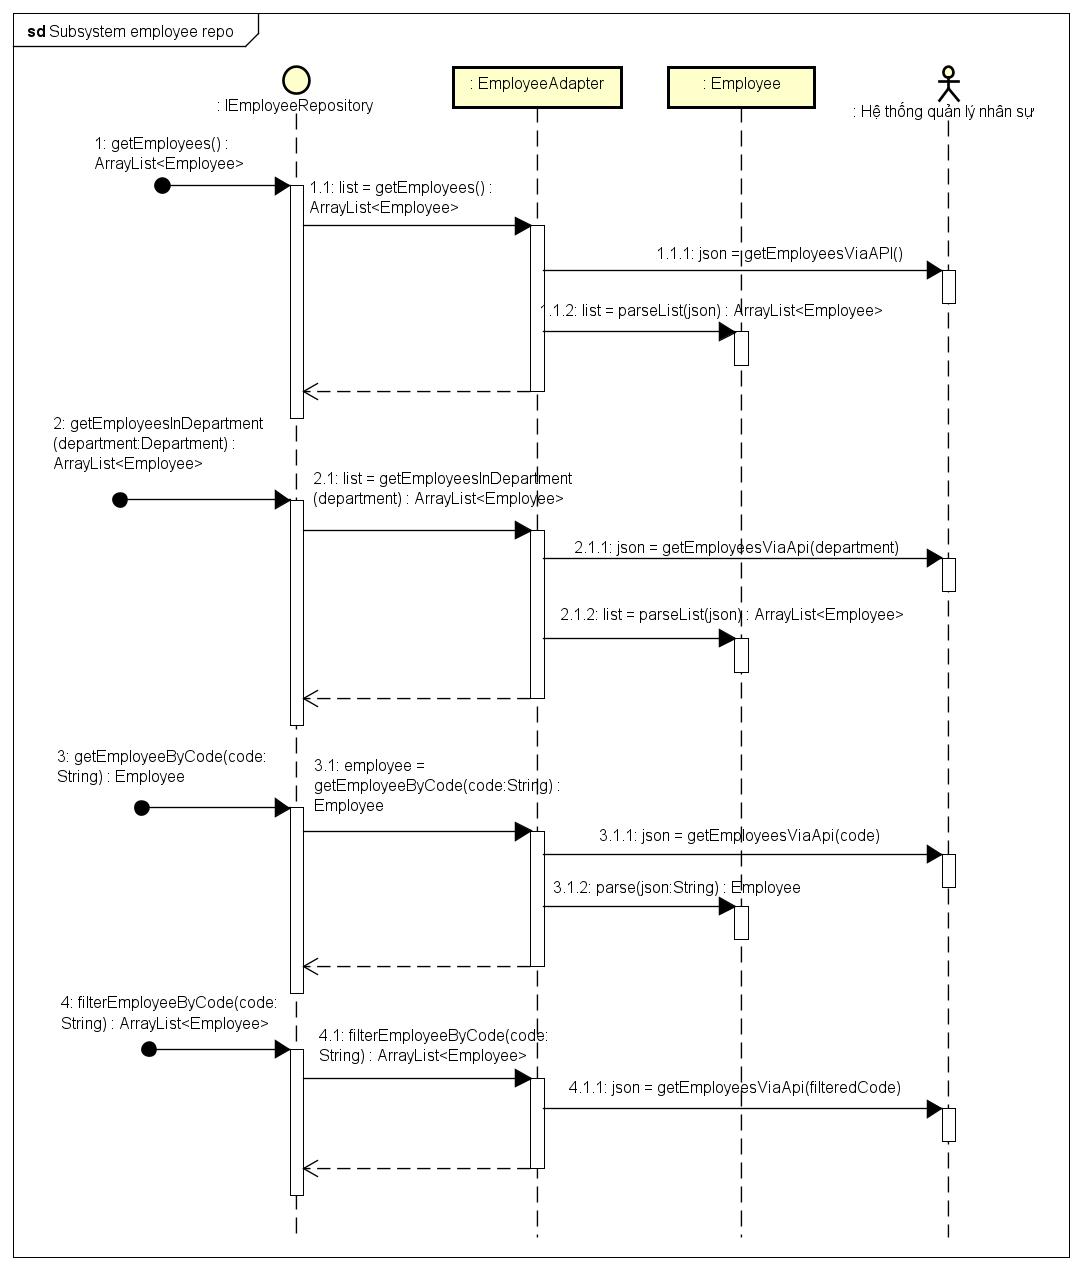 sd Subsystem employee repo
: IEmployeeRepository
: EmployeeAdapter
: Employee
: Hệ thống quản lý nhân sự
1: getEmployees() :
ArrayList<Employee>
1.1: list = getEmployees() :
ArrayList<Employee>
1.1.1: json = getEmployeesViaAPI()
1.1.2: list = parseList(json) : ArrayList<Employee>
2: getEmployeesInDepartment
(department:Department) :
ArrayList<Employee>
2.1: list = getEmployeesInDepartment
(department) : ArrayList<Employee>
2.1.1: json = getEmployeesViaApi(department)
2.1.2: list = parseList(json) : ArrayList<Employee>
3: getEmployeeByCode(code:
String) : Employee
3.1: employee =
getEmployeeByCode(code:String) :
Employee
3.1.1: json = getEmployeesViaApi(code)
3.1.2: parse(json:String) : Employee
4: filterEmployeeByCode(code:
String) : ArrayList<Employee>
4.1: filterEmployeeByCode(code:
String) : ArrayList<Employee>
4.1.1: json = getEmployeesViaApi(filteredCode)